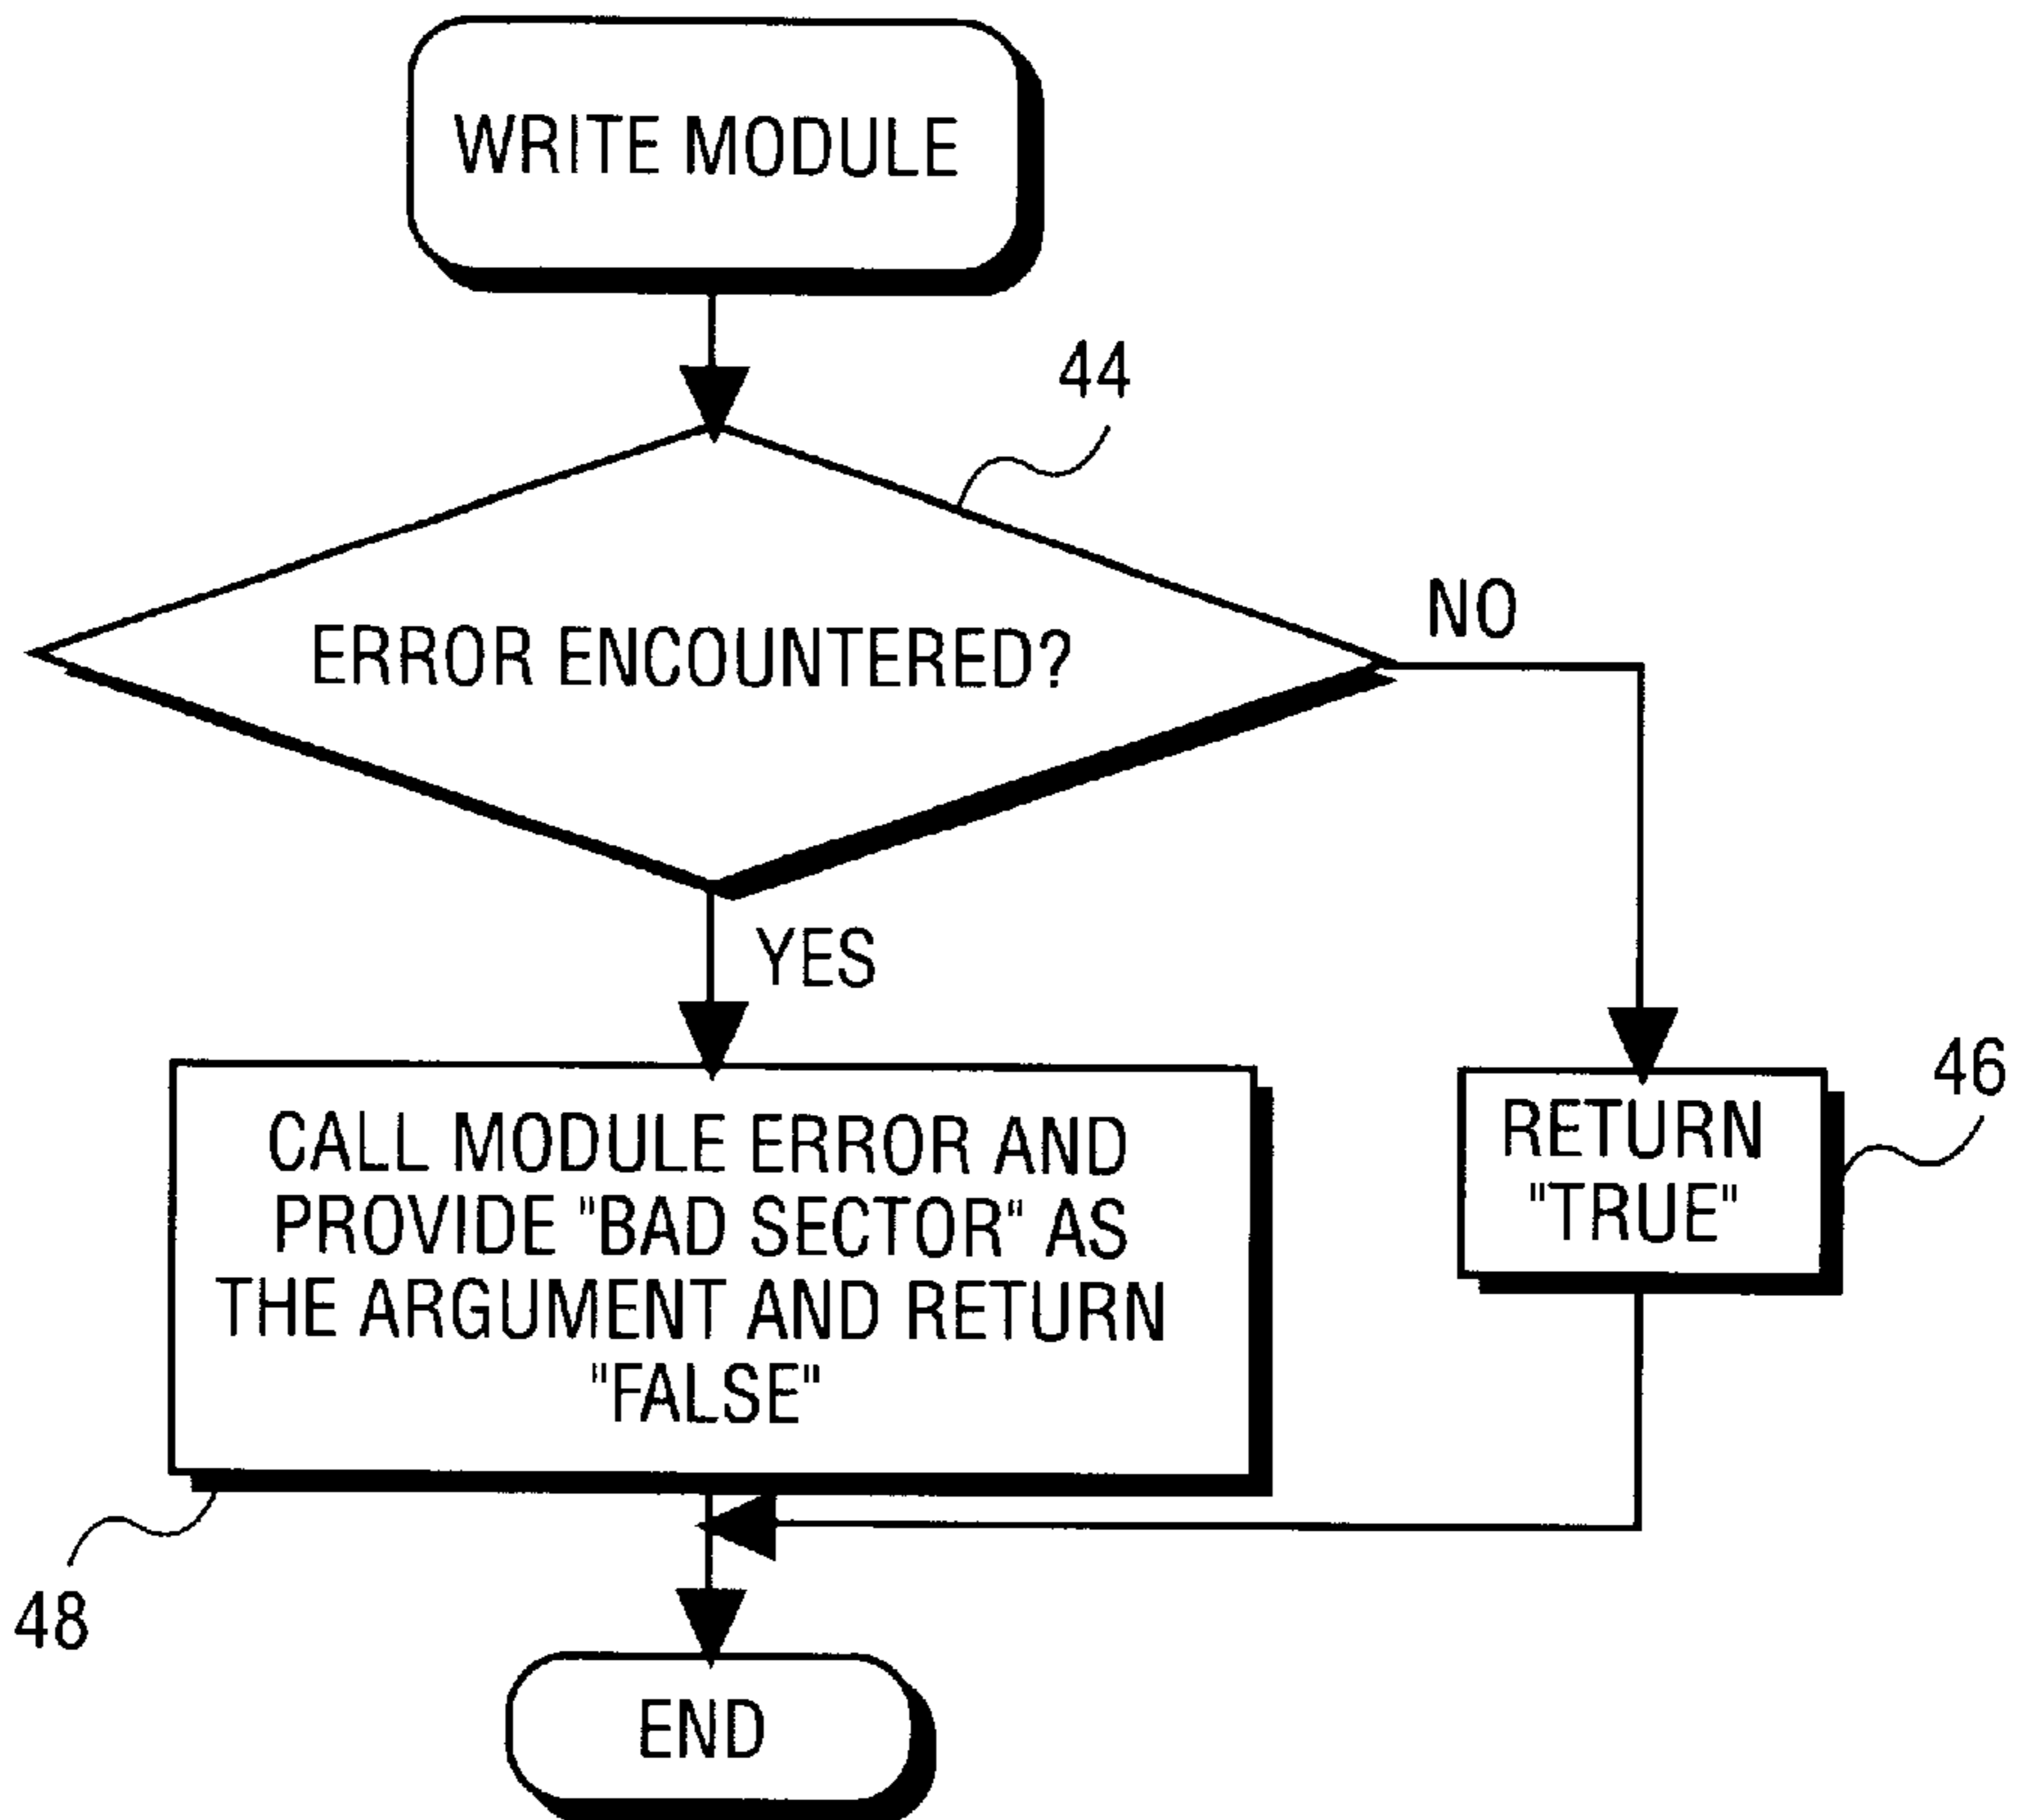 WRITE MODULE
44
ERROR ENCOUNTERED?
NO
YES
CALL MODULE ERROR AND
PROVIDE "BAD SECTOR" AS
THE ARGUMENT AND RETURN
"FALSE"
RETURN
"TRUE"
46
48
END